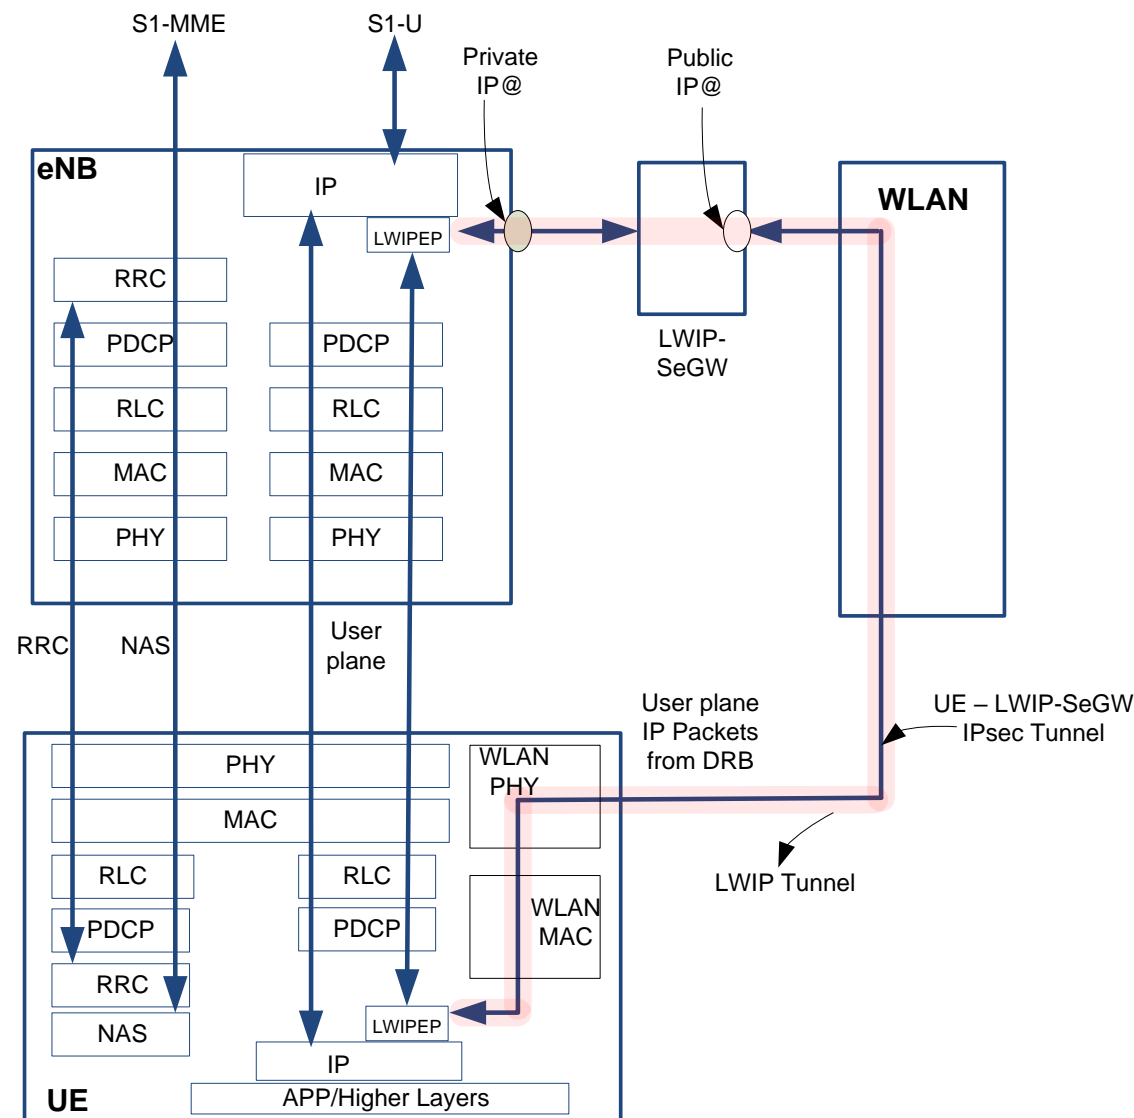 S1-MME
S1-U
Private
IP@
Public
IP@
eNB
IP
LWIPEP
WLAN
RRC
PDCP
PDCP
LWIP-
SeGW
RLC
RLC
MAC
MAC
PHY
PHY
RRC
NAS
User
plane
User plane
IP Packets
from DRB
UE – LWIP-SeGW
IPsec Tunnel
PHY
WLAN
PHY
MAC
RLC
RLC
LWIP Tunnel
PDCP
PDCP
WLAN
MAC
RRC
NAS
LWIPEP
IP
APP/Higher Layers
UE